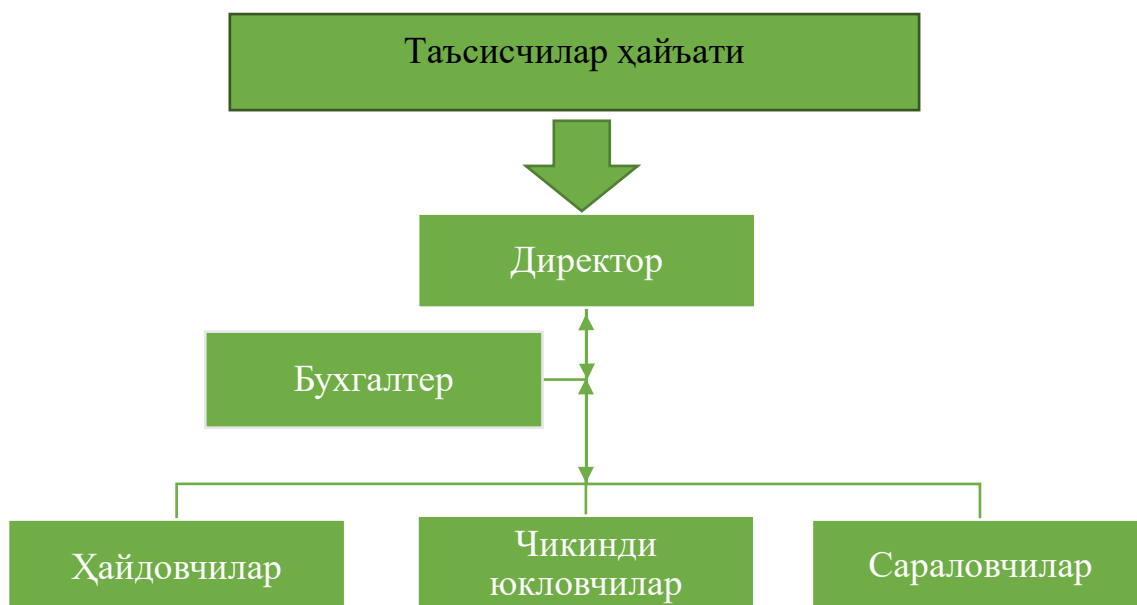 Таъсисчилар ҳайъати
Директор
Бухгалтер
Ҳайдовчилар
Чикинди
юкловчилар
Сараловчилар